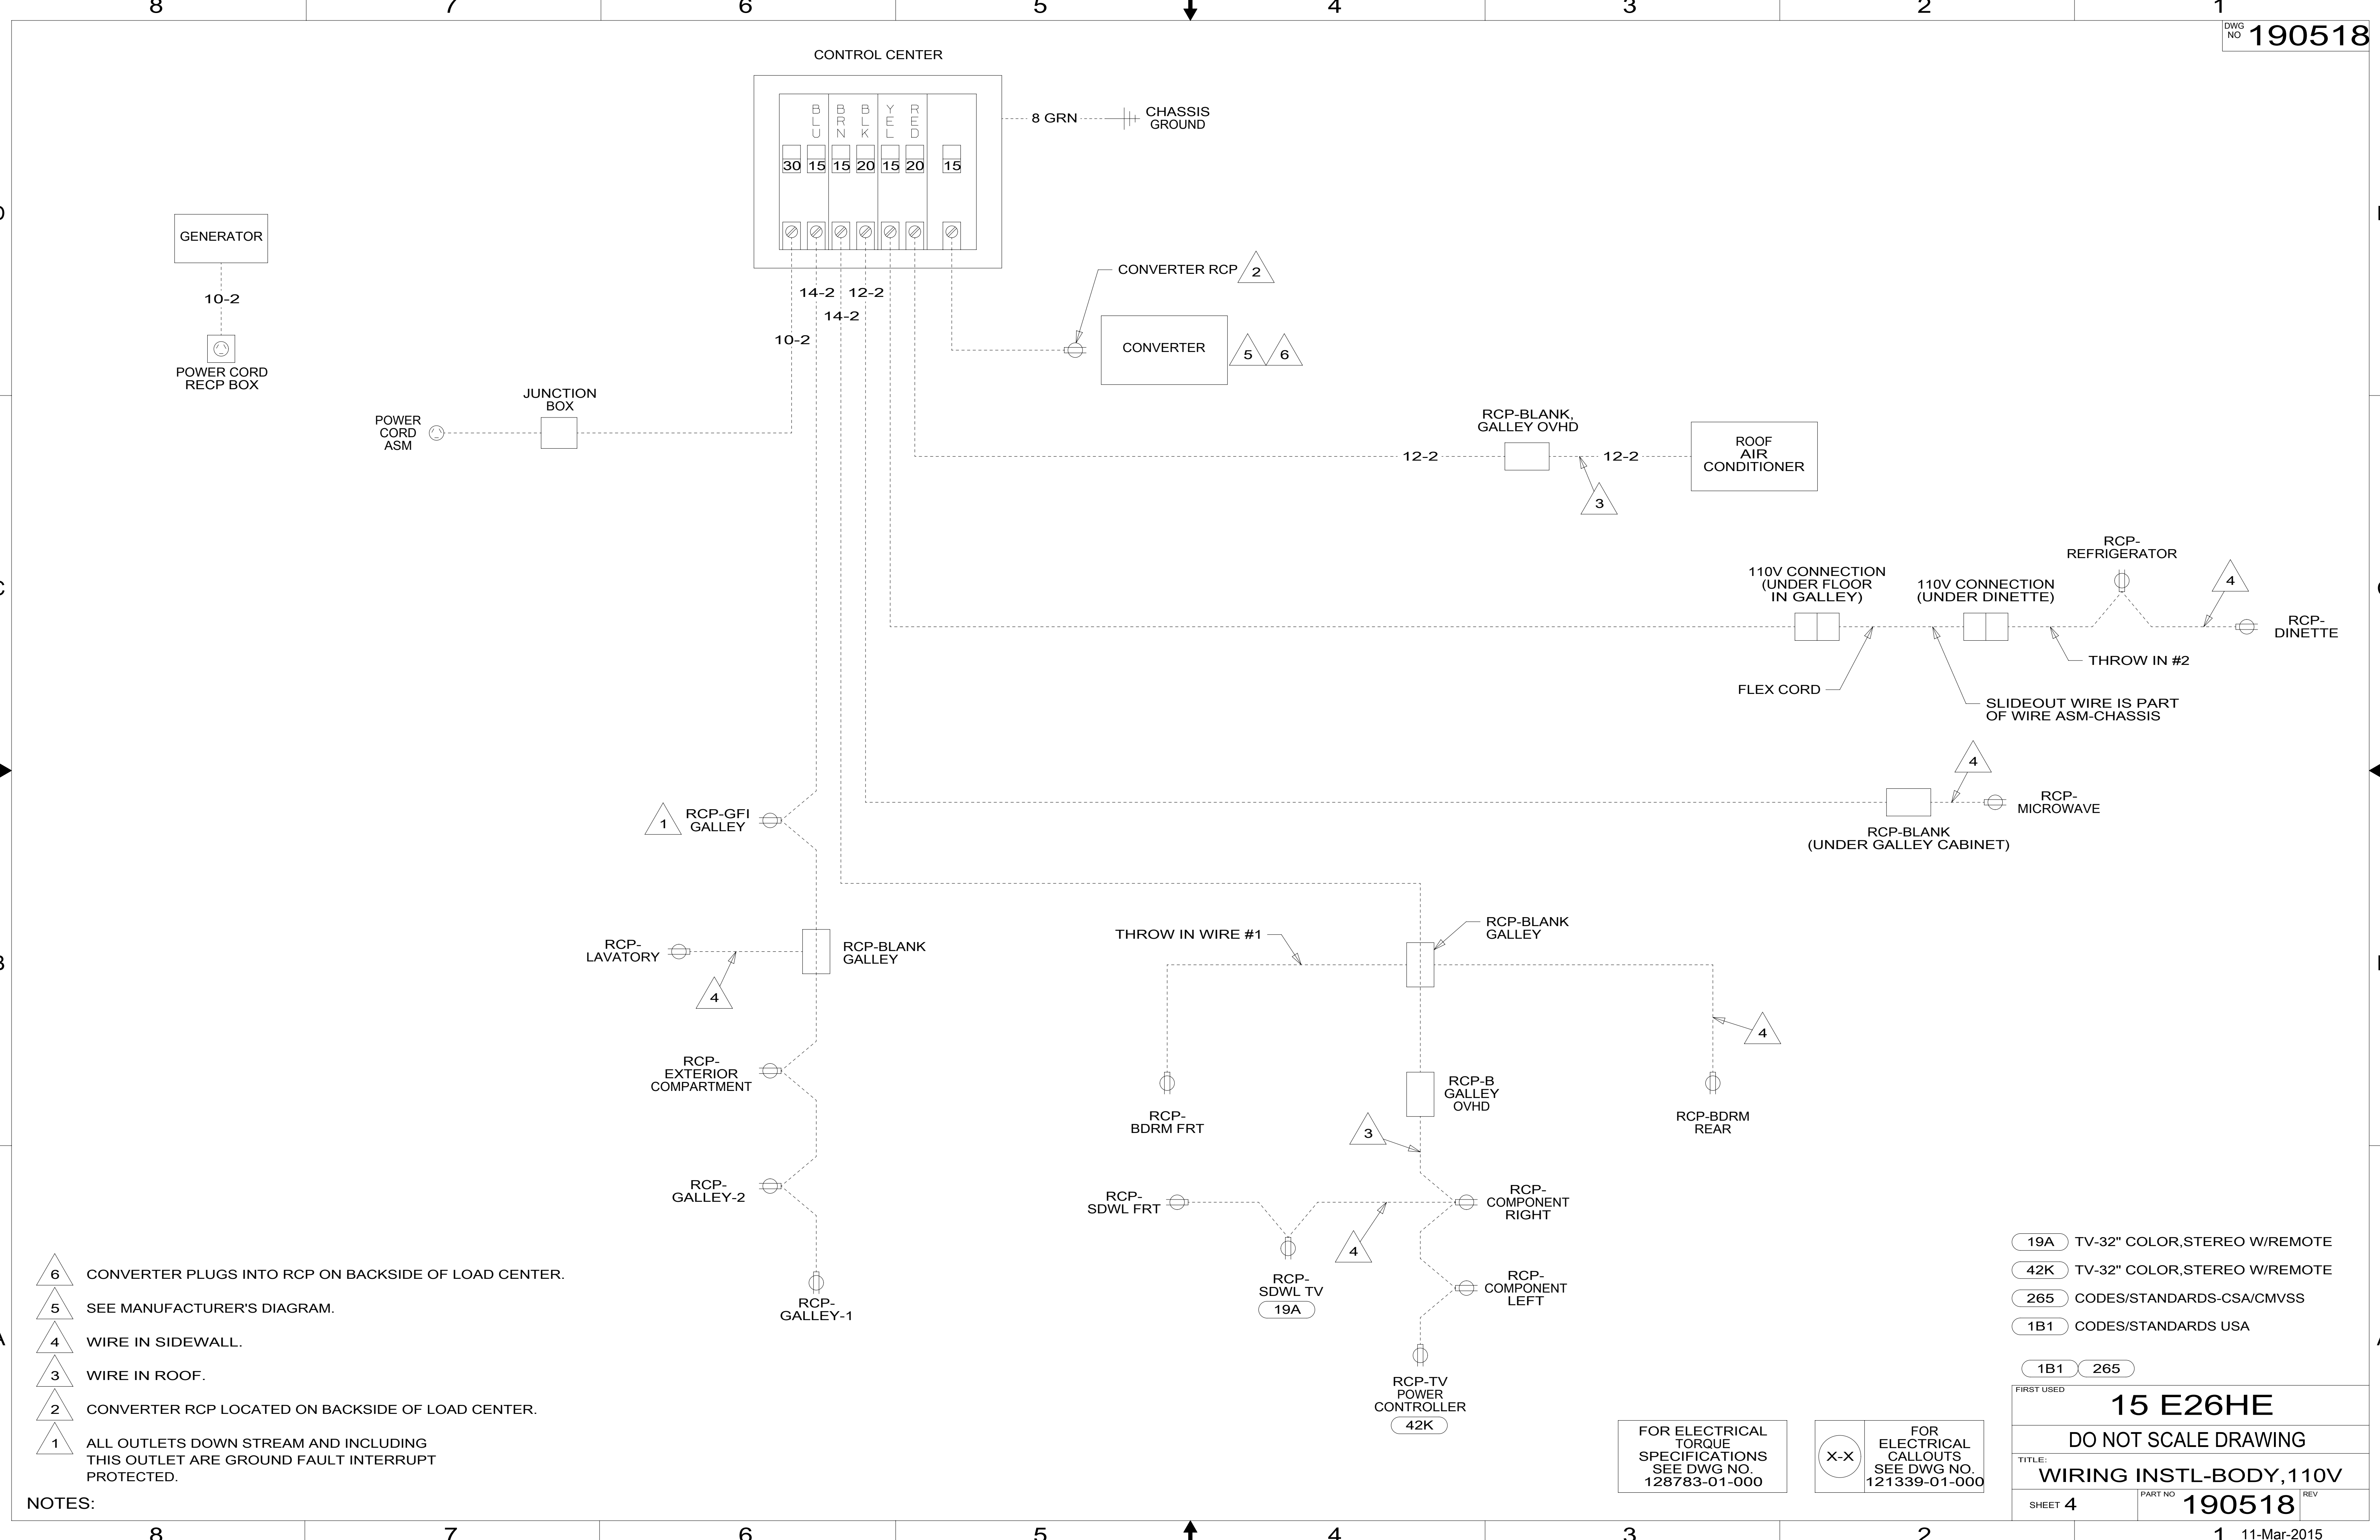 8 7 6 5 4 3 2 1
DWG
NO
190518
CONTROL CENTER
BLU BRN BLK YEL RED
30 15 15 20 15 20 15
8 GRN
CHASSIS
GROUND
GENERATOR
10-2
POWER CORD
RECP BOX
14-2 12-2
14-2
10-2
CONVERTER RCP
2
CONVERTER
5 6
JUNCTION
BOX
POWER
CORD
ASM
RCP-BLANK,
GALLEY OVHD
12-2 12-2
3
ROOF
AIR
CONDITIONER
RCP-
REFRIGERATOR
110V CONNECTION
(UNDER FLOOR
IN GALLEY)
110V CONNECTION
(UNDER DINETTE)
4
RCP-
DINETTE
THROW IN #2
FLEX CORD
SLIDEOUT WIRE IS PART
OF WIRE ASM-CHASSIS
4
RCP-
MICROWAVE
RCP-BLANK
(UNDER GALLEY CABINET)
1
RCP-GFI
GALLEY
RCP-
LAVATORY
4
RCP-BLANK
GALLEY
THROW IN WIRE #1
RCP-BLANK
GALLEY
4
RCP-
EXTERIOR
COMPARTMENT
RCP-
BDRM FRT
RCP-B
GALLEY
OVHD
3
RCP-BDRM
REAR
RCP-
GALLEY-2
RCP-
SDWL FRT
RCP-
COMPONENT
RIGHT
4
RCP-
SDWL TV
19A
RCP-
COMPONENT
LEFT
RCP-
GALLEY-1
RCP-TV
POWER
CONTROLLER
42K
6 CONVERTER PLUGS INTO RCP ON BACKSIDE OF LOAD CENTER.
5 SEE MANUFACTURER'S DIAGRAM.
4 WIRE IN SIDEWALL.
3 WIRE IN ROOF.
2 CONVERTER RCP LOCATED ON BACKSIDE OF LOAD CENTER.
1 ALL OUTLETS DOWN STREAM AND INCLUDING
THIS OUTLET ARE GROUND FAULT INTERRUPT
PROTECTED.
NOTES:
19A TV-32" COLOR,STEREO W/REMOTE
42K TV-32" COLOR,STEREO W/REMOTE
265 CODES/STANDARDS-CSA/CMVSS
1B1 CODES/STANDARDS USA
1B1 265
FOR ELECTRICAL
TORQUE
SPECIFICATIONS
SEE DWG NO.
128783-01-000
X-X
FOR
ELECTRICAL
CALLOUTS
SEE DWG NO.
121339-01-000
FIRST USED
15 E26HE
DO NOT SCALE DRAWING
TITLE:
WIRING INSTL-BODY,110V
SHEET 4
PART NO 190518
REV
8 7 6 5 4 3 2 1
11-Mar-2015